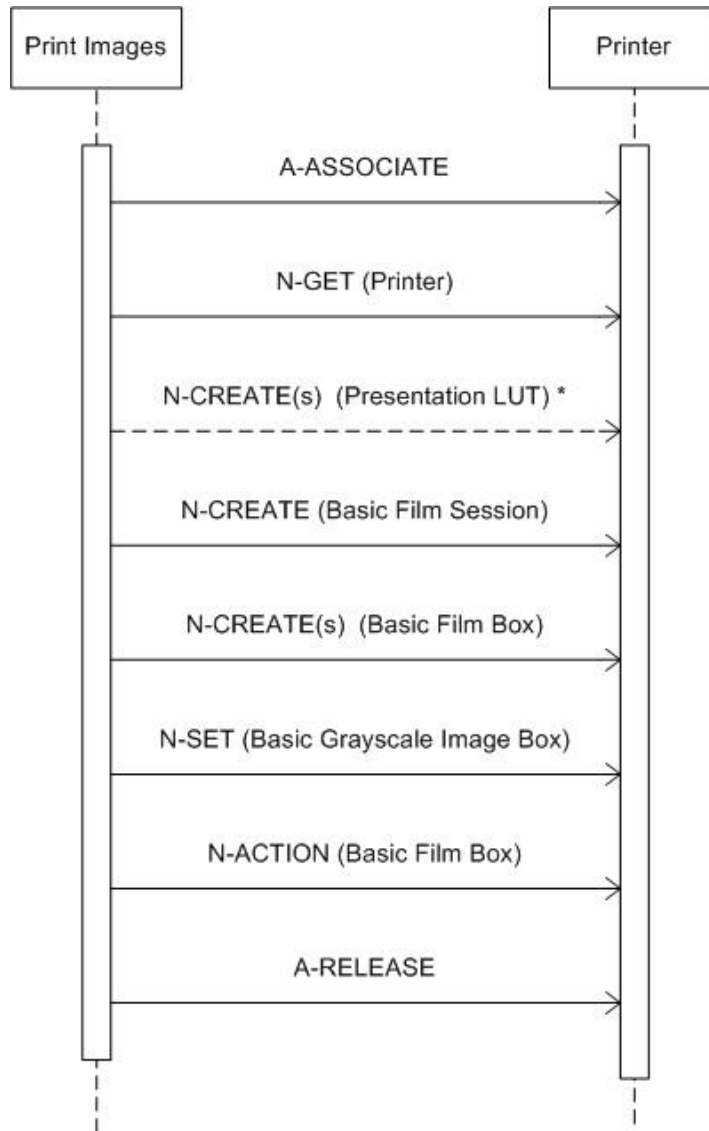 Print Images
Printer
A-ASSOCIATE
N-GET (Printer)
N-CREATE(s) (Presentation LUT) *
N-CREATE (Basic Film Session)
N-CREATE(s) (Basic Film Box)
N-SET (Basic Grayscale Image Box)
N-ACTION (Basic Film Box)
A-RELEASE